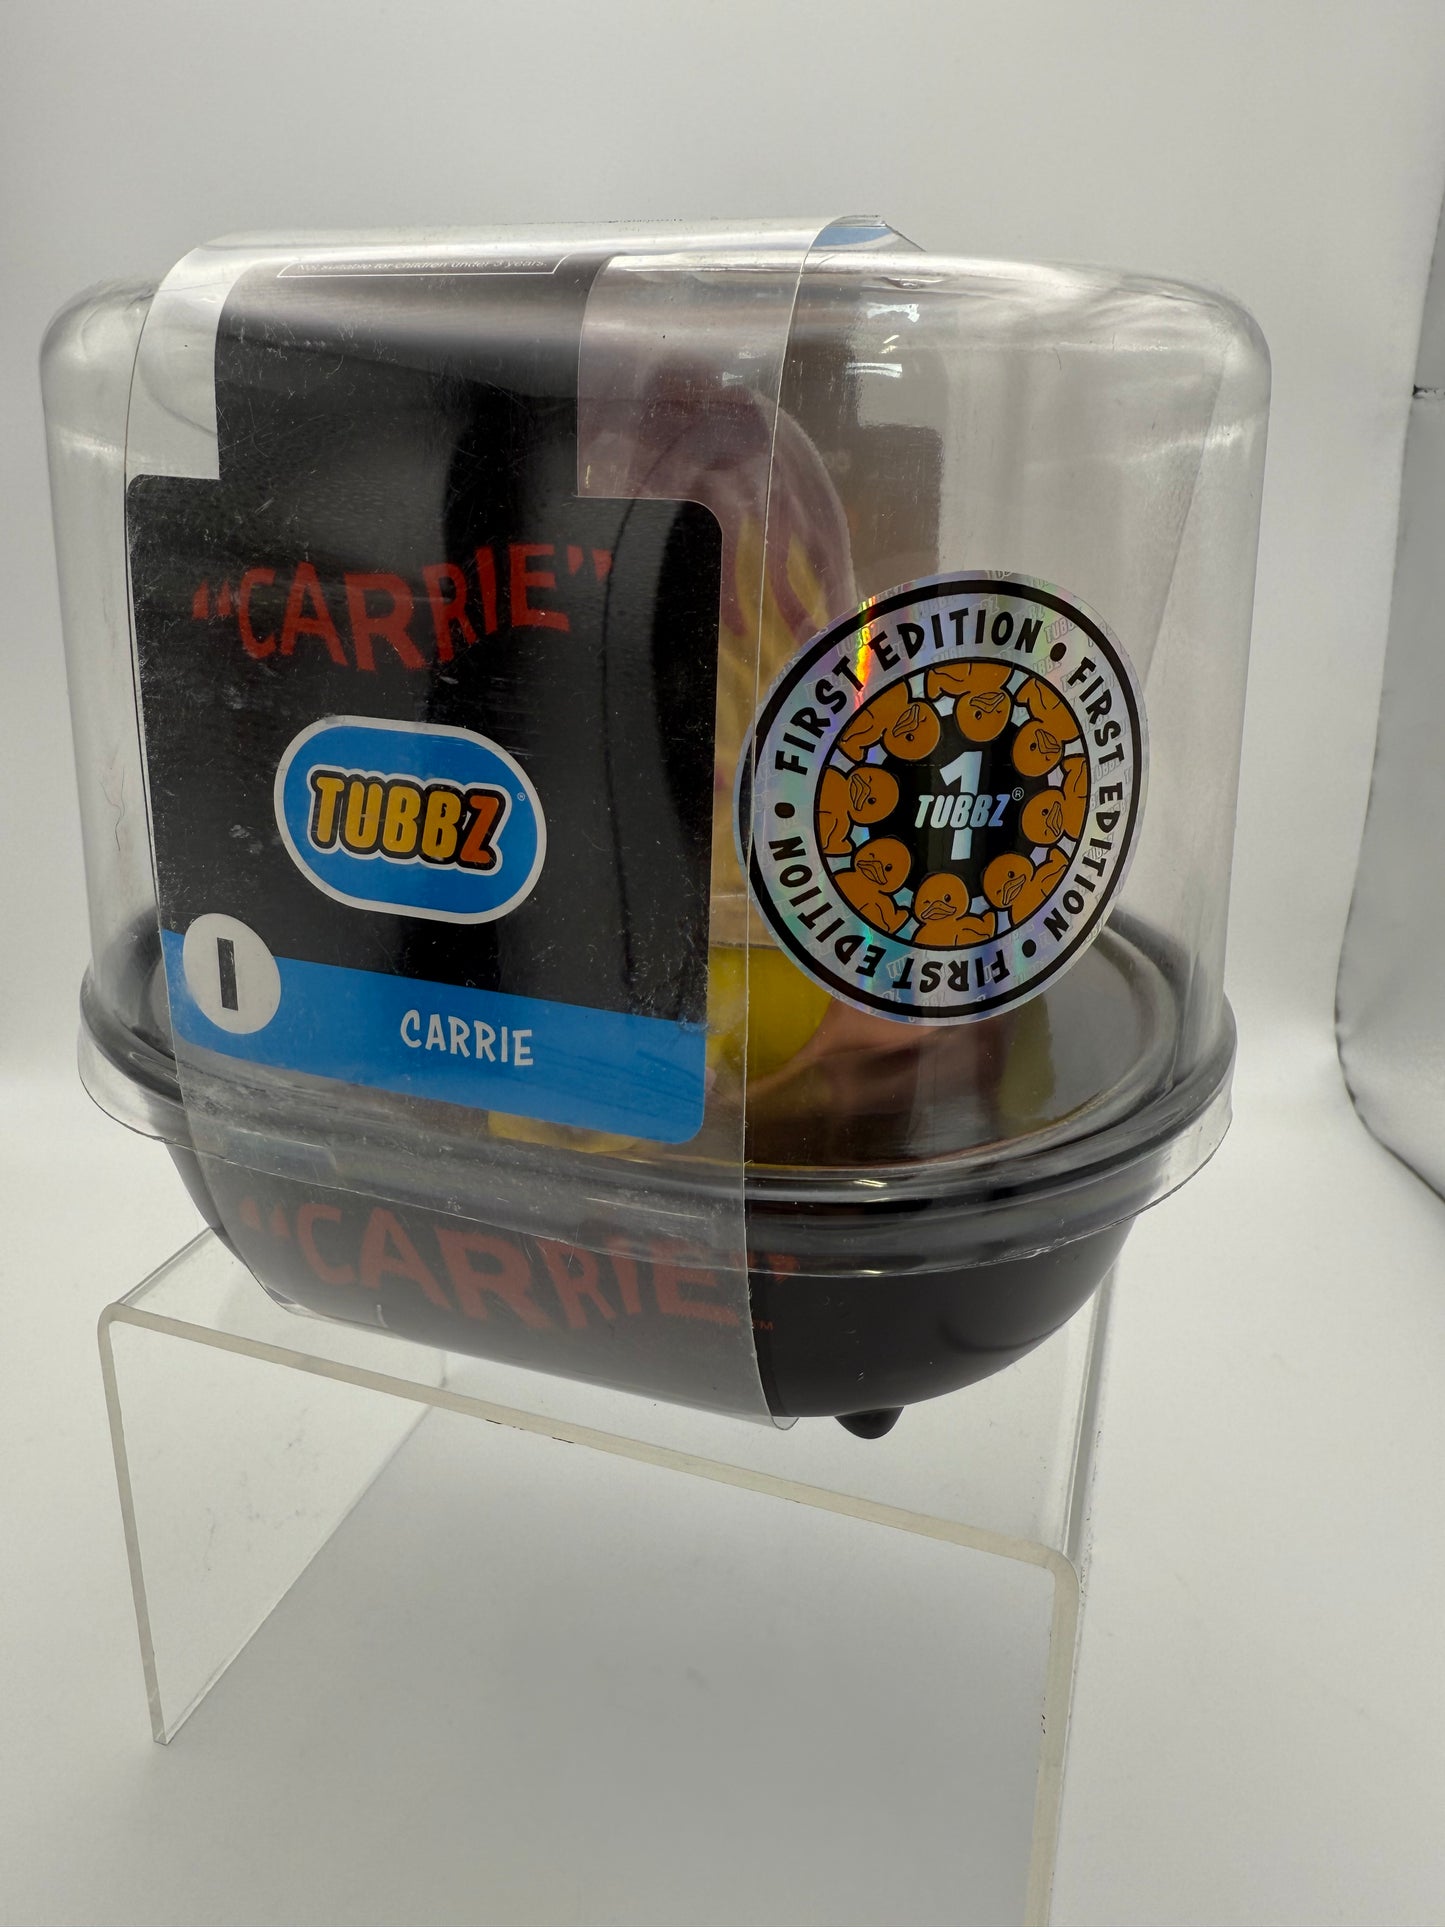 Not suitable for children under 3 years.
“CARRIE”
TUBBZ®
1
CARRIE
FIRST EDITION • FIRST EDITION • FIRST EDITION •
1
TUBBZ®
“CARRIE”
TM